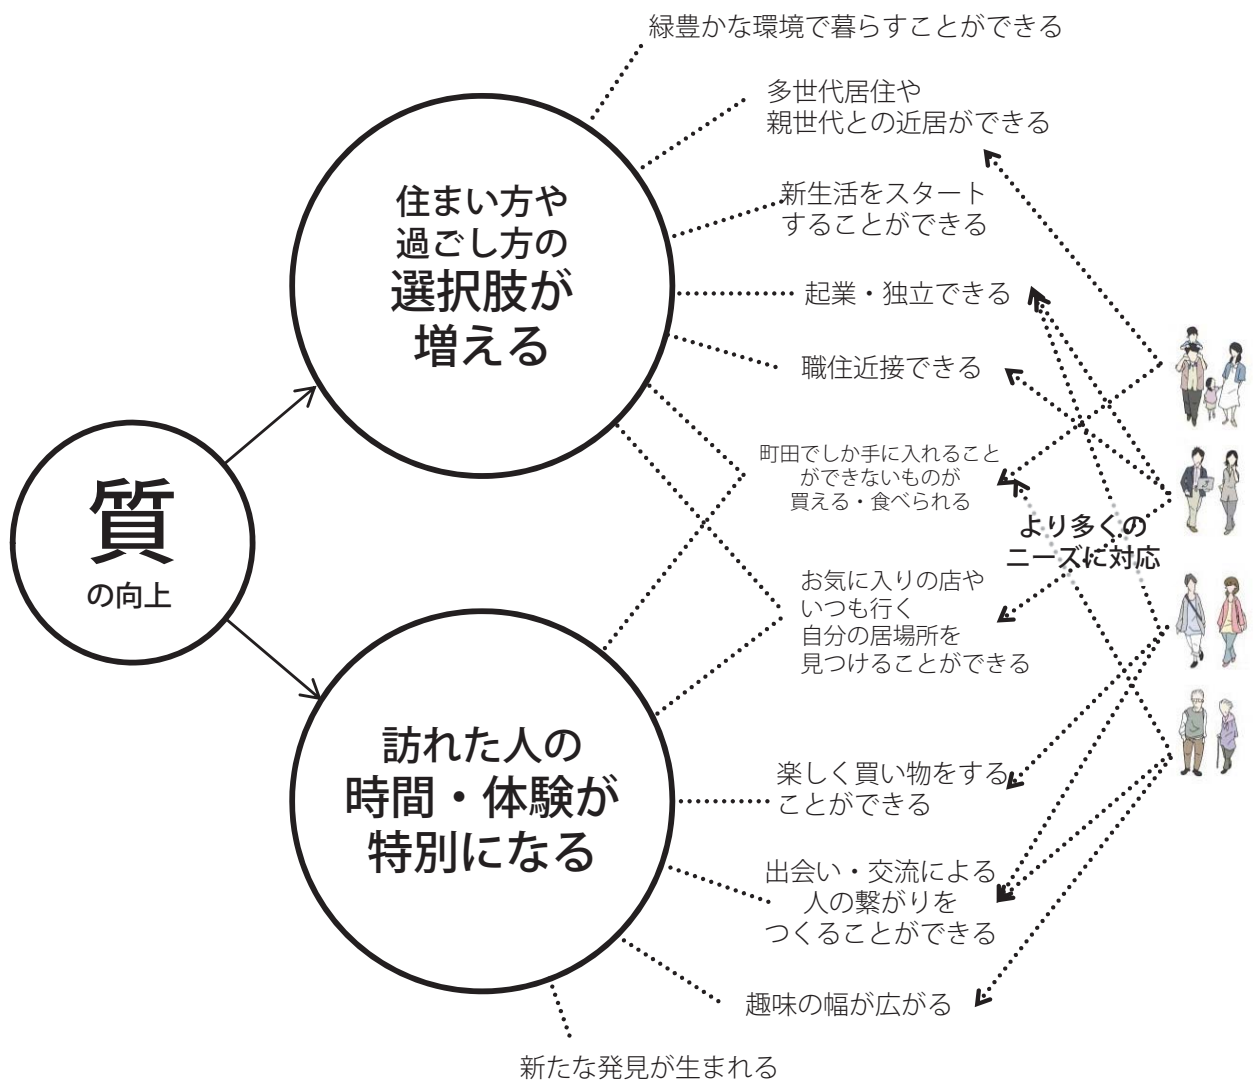 緑豊かな環境で暮らすことができる
多世代居住や
親世代との近居ができる
新生活をスタート
することができる
起業・独立できる
職住近接できる
町田でしか手に入れること
ができないものが
買える・食べられる
お気に入りの店や
いつも行く
自分の居場所を
見つけることができる
楽しく買い物をする
ことができる
出会い・交流による
人の繋がりを
つくることができる
趣味の幅が広がる
新たな発見が生まれる
住まい方や
過ごし方の
選択肢が
増える
質
の向上
訪れた人の
時間・体験が
特別になる
より多くの
ニーズに対応